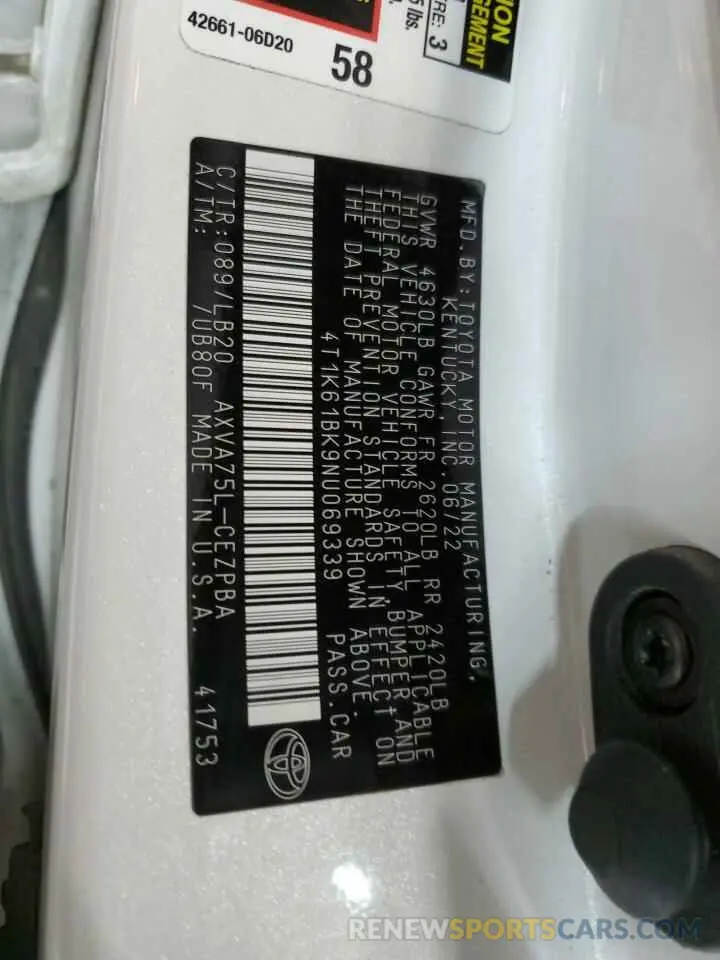 42661-06D20
58
TRE: 3
lbs.
MFD.BY:TOYOTA MOTOR MANUFACTURING,
KENTUCKY INC.06/22
GVWR 4630LB GAWR FR 2620LB RR 2420LB
THIS VEHICLE CONFORMS TO ALL APPLICABLE
FEDERAL MOTOR VEHICLE SAFETY, BUMPER,AND
THEFT PREVENTION STANDARDS IN EFFECT ON
THE DATE OF MANUFACTURE SHOWN ABOVE.
4T1K61BK9NU069339 PASS.CAR
C/TR:089/LB20 AXVA75L-CEZPBA
A/TM: /UB80F MADE IN U.S.A. 41753
RENEWSPORTSCARS.COM